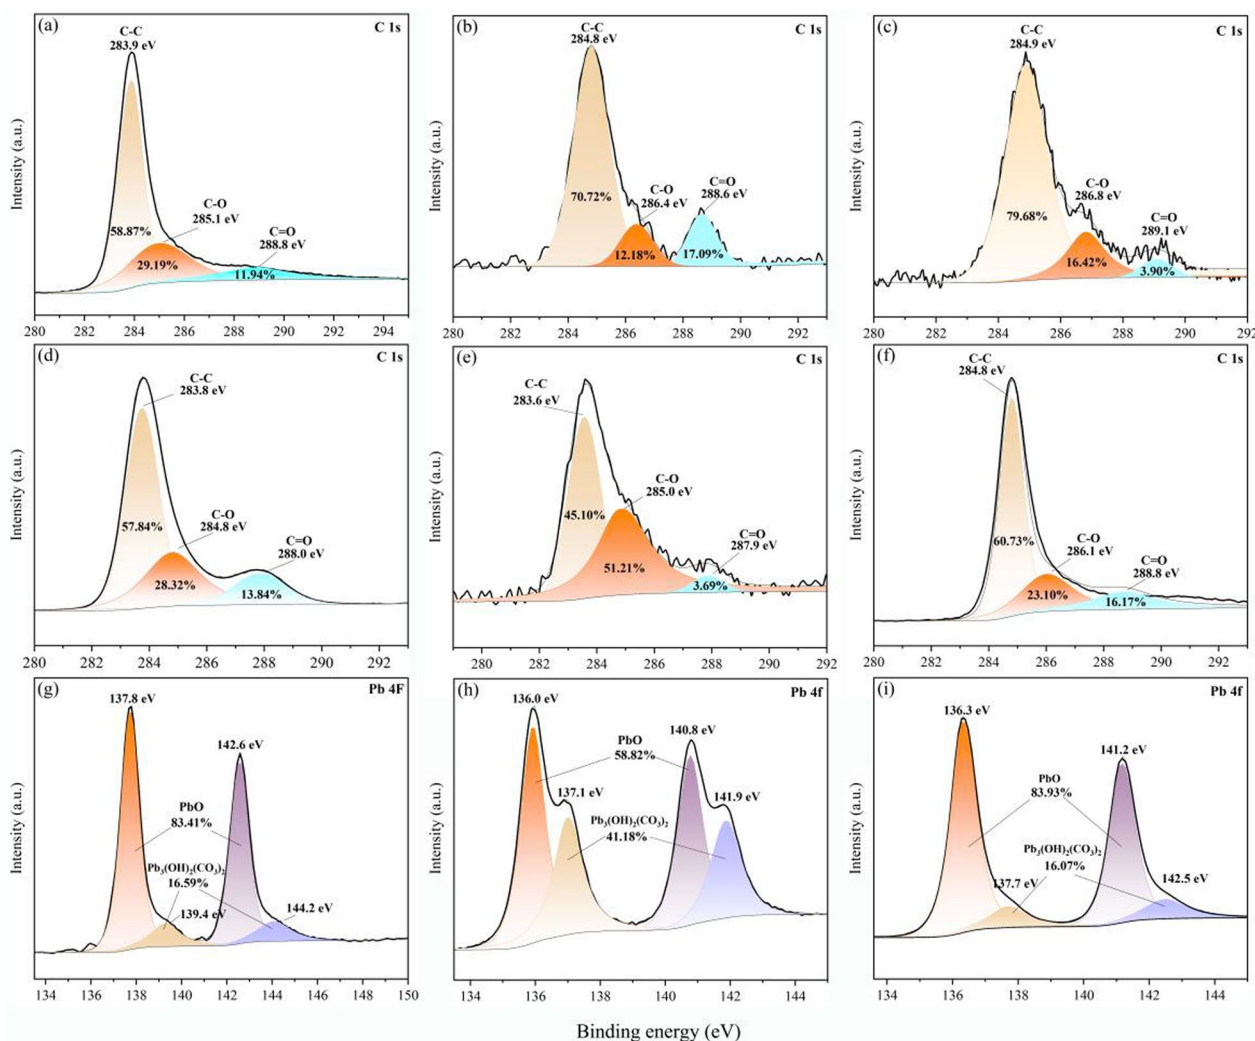 (a)
C 1s
C-C
283.9 eV
C-O
285.1 eV
C=O
288.8 eV
58.87%
29.19%
11.94%
Intensity (a.u.)
280 282 284 286 288 290 292 294
(b)
C 1s
C-C
284.8 eV
C-O
286.4 eV
C=O
288.6 eV
70.72%
12.18%
17.09%
Intensity (a.u.)
280 282 284 286 288 290 292
(c)
C 1s
C-C
284.9 eV
C-O
286.8 eV
C=O
289.1 eV
79.68%
16.42%
3.90%
Intensity (a.u.)
280 282 284 286 288 290 292
(d)
C 1s
C-C
283.8 eV
C-O
284.8 eV
C=O
288.0 eV
57.84%
28.32%
13.84%
Intensity (a.u.)
280 282 284 286 288 290 292
(e)
C 1s
C-C
283.6 eV
C-O
285.0 eV
C=O
287.9 eV
45.10%
51.21%
3.69%
Intensity (a.u.)
280 282 284 286 288 290 292
(f)
C 1s
C-C
284.8 eV
C-O
286.1 eV
C=O
288.8 eV
60.73%
23.10%
16.17%
Intensity (a.u.)
280 282 284 286 288 290 292
(g)
Pb 4F
137.8 eV
142.6 eV
PbO
83.41%
Pb₃(OH)₂(CO₃)₂
16.59%
139.4 eV
144.2 eV
Intensity (a.u.)
134 136 138 140 142 144 146 148 150
(h)
Pb 4f
136.0 eV
140.8 eV
PbO
58.82%
137.1 eV
141.9 eV
Pb₃(OH)₂(CO₃)₂
41.18%
Intensity (a.u.)
134 136 138 140 142 144
(i)
Pb 4f
136.3 eV
141.2 eV
PbO
83.93%
Pb₃(OH)₂(CO₃)₂
16.07%
137.7 eV
142.5 eV
Intensity (a.u.)
134 136 138 140 142 144
Binding energy (eV)